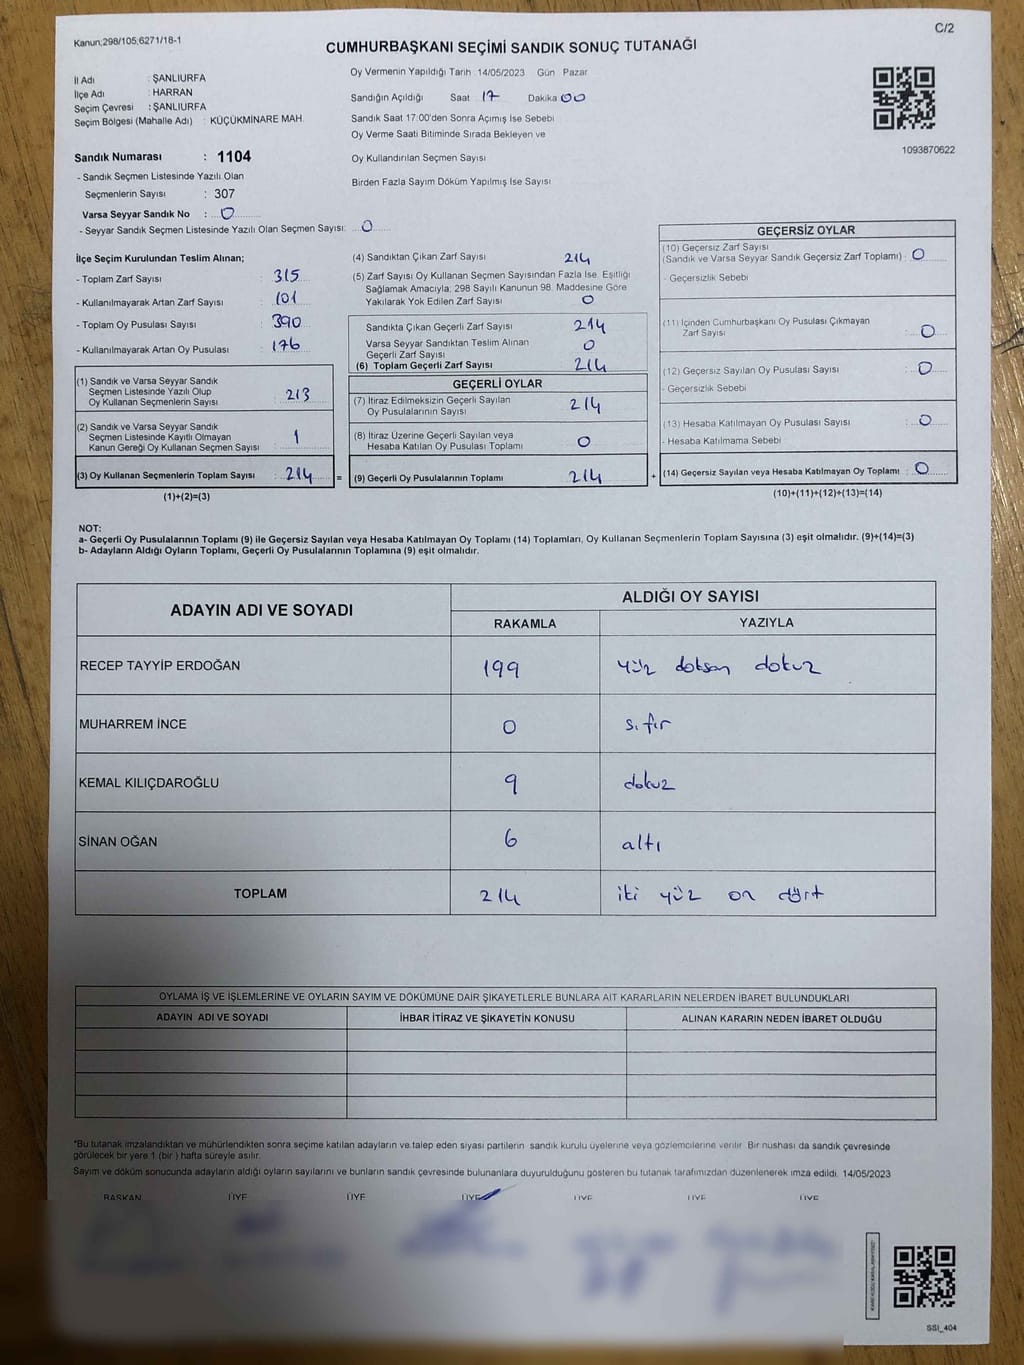 Kanun;298/105;6271/18-1
C/2
CUMHURBAŞKANI SEÇİMİ SANDIK SONUÇ TUTANAĞI
İl Adı : ŞANLIURFA
İlçe Adı : HARRAN
Seçim Çevresi : ŞANLIURFA
Seçim Bölgesi (Mahalle Adı) : KÜÇÜKMİNARE MAH.
Sandık Numarası : 1104
- Sandık Seçmen Listesinde Yazılı Olan
Seçmenlerin Sayısı : 307
Varsa Seyyar Sandık No : 0
- Seyyar Sandık Seçmen Listesinde Yazılı Olan Seçmen Sayısı: 0
Oy Vermenin Yapıldığı Tarih 14/05/2023 Gün Pazar
Sandığın Açıldığı Saat 17 Dakika 00
Sandık Saat 17:00'den Sonra Açımış İse Sebebi
Oy Verme Saati Bitiminde Sırada Bekleyen ve
Oy Kullandırılan Seçmen Sayısı
Birden Fazla Sayım Döküm Yapılmış İse Sayısı
1093870622
İlçe Seçim Kurulundan Teslim Alınan;
- Toplam Zarf Sayısı : 315
- Kullanılmayarak Artan Zarf Sayısı : 101
- Toplam Oy Pusulası Sayısı : 390
- Kullanılmayarak Artan Oy Pusulası : 176
(1) Sandık ve Varsa Seyyar Sandık
Seçmen Listesinde Yazılı Olup
Oy Kullanan Seçmenlerin Sayısı : 213
(2) Sandık ve Varsa Seyyar Sandık
Seçmen Listesinde Kayıtlı Olmayan
Kanun Gereği Oy Kullanan Seçmen Sayısı : 1
(3) Oy Kullanan Seçmenlerin Toplam Sayısı : 214 =
(1)+(2)=(3)
(4) Sandıktan Çıkan Zarf Sayısı 214
(5) Zarf Sayısı Oy Kullanan Seçmen Sayısından Fazla İse, Eşitliği
Sağlamak Amacıyla; 298 Sayılı Kanunun 98. Maddesine Göre
Yakılarak Yok Edilen Zarf Sayısı 0
Sandıkta Çıkan Geçerli Zarf Sayısı 214
Varsa Seyyar Sandıktan Teslim Alınan
Geçerli Zarf Sayısı 0
(6) Toplam Geçerli Zarf Sayısı 214
GEÇERLİ OYLAR
(7) İtiraz Edilmeksizin Geçerli Sayılan
Oy Pusulalarının Sayısı 214
(8) İtiraz Üzerine Geçerli Sayılan veya
Hesaba Katılan Oy Pusulası Toplamı 0
(9) Geçerli Oy Pusulalarının Toplamı 214 +
GEÇERSİZ OYLAR
(10) Geçersiz Zarf Sayısı
(Sandık ve Varsa Seyyar Sandık Geçersiz Zarf Toplamı) : 0
- Geçersizlik Sebebi
(11) İçinden Cumhurbaşkanı Oy Pusulası Çıkmayan
Zarf Sayısı : 0
(12) Geçersiz Sayılan Oy Pusulası Sayısı : 0
- Geçersizlik Sebebi
(13) Hesaba Katılmayan Oy Pusulası Sayısı : 0
- Hesaba Katılmama Sebebi
(14) Geçersiz Sayılan veya Hesaba Katılmayan Oy Toplamı : 0
(10)+(11)+(12)+(13)=(14)
NOT:
a- Geçerli Oy Pusulalarının Toplamı (9) ile Geçersiz Sayılan veya Hesaba Katılmayan Oy Toplamı (14) Toplamları, Oy Kullanan Seçmenlerin Toplam Sayısına (3) eşit olmalıdır. (9)+(14)=(3)
b- Adayların Aldığı Oyların Toplamı, Geçerli Oy Pusulalarının Toplamına (9) eşit olmalıdır.
ADAYIN ADI VE SOYADI
ALDIĞI OY SAYISI
RAKAMLA YAZIYLA
RECEP TAYYİP ERDOĞAN 199 yüz doksan dokuz
MUHARREM İNCE 0 sıfır
KEMAL KILIÇDAROĞLU 9 dokuz
SİNAN OĞAN 6 altı
TOPLAM 214 iki yüz on dört
OYLAMA İŞ VE İŞLEMLERİNE VE OYLARIN SAYIM VE DÖKÜMÜNE DAİR ŞİKAYETLERLE BUNLARA AİT KARARLARIN NELERDEN İBARET BULUNDUKLARI
ADAYIN ADI VE SOYADI İHBAR İTİRAZ VE ŞİKAYETİN KONUSU ALINAN KARARIN NEDEN İBARET OLDUĞU
*Bu tutanak imzalandıktan ve mühürlendikten sonra seçime katılan adayların ve talep eden siyasi partilerin sandık kurulu üyelerine veya gözlemcilerine verilir. Bir nüshası da sandık çevresinde
görülecek bir yere 1 (bir ) hafta süreyle asılır.
Sayım ve döküm sonucunda adayların aldığı oyların sayılarını ve bunların sandık çevresinde bulunanlara duyurulduğunu gösteren bu tutanak tarafımızdan düzenlenerek imza edildi. 14/05/2023
BAŞKAN ÜYE ÜYE ÜYE ÜYE ÜYE ÜYE
SSI_404